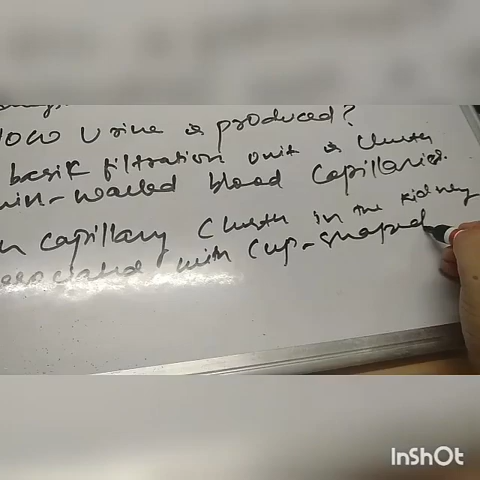 How Urine is produced?
basic filtration unit is Cluster
thin-walled blood Capillaries.
Capillary Cluster in the kidney
associated with Cup-shaped
InShOt